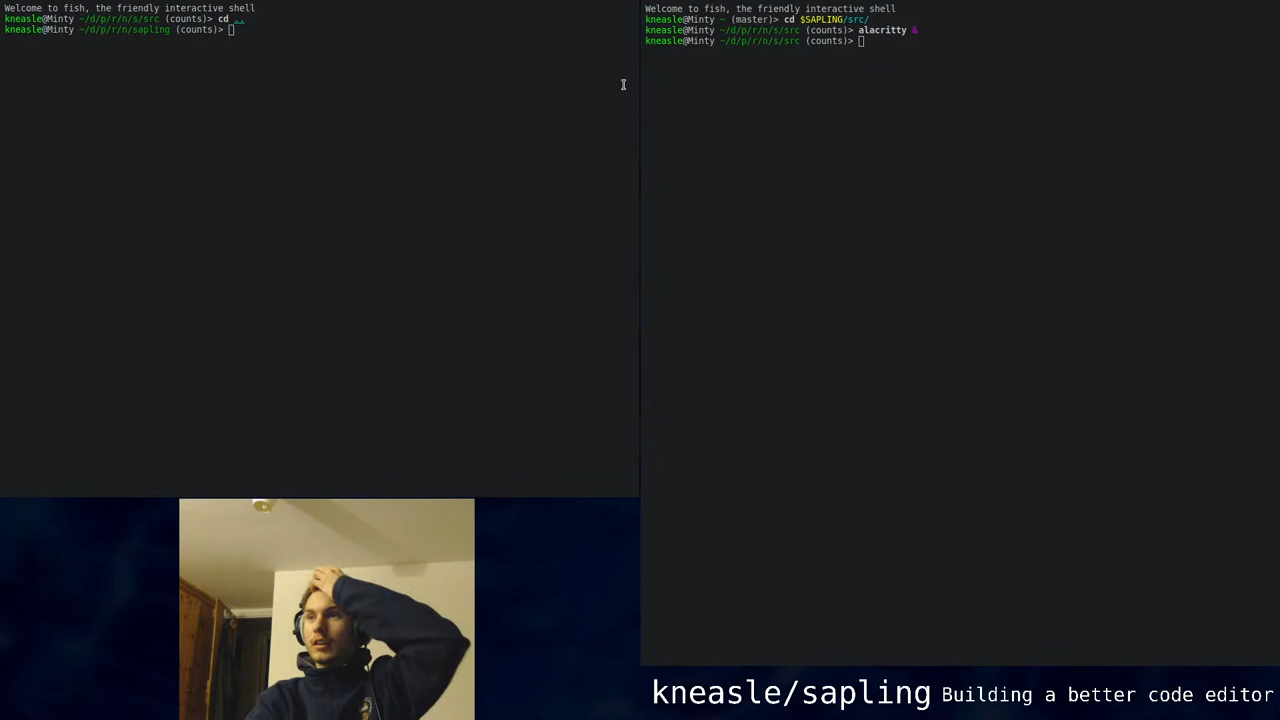 Welcome to fish, the friendly interactive shell
kneasle@Minty ~/d/p/r/n/s/src (counts)> cd ..
kneasle@Minty ~/d/p/r/n/sapling (counts)>
Welcome to fish, the friendly interactive shell
kneasle@Minty ~ (master)> cd $SAPLING/src/
kneasle@Minty ~/d/p/r/n/s/src (counts)> alacritty &
kneasle@Minty ~/d/p/r/n/s/src (counts)>
kneasle/sapling Building a better code editor